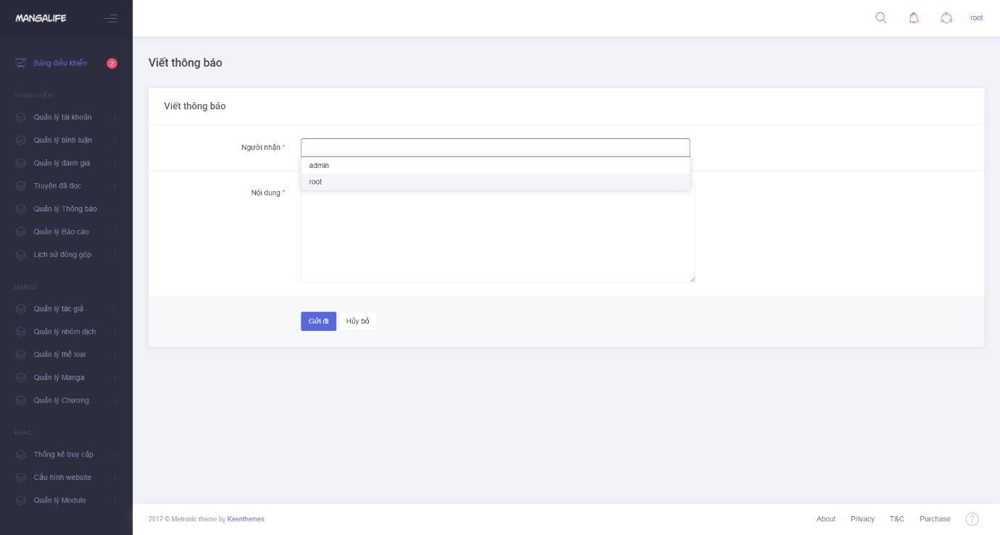 MANGALIFE
root
Bảng điều khiển
2
THÀNH VIÊN
Quản lý tài khoản
Quản lý bình luận
Quản lý đánh giá
Truyện đã đọc
Quản lý Thông báo
Quản lý Báo cáo
Lịch sử đóng góp
MANGA
Quản lý tác giả
Quản lý nhóm dịch
Quản lý thể loại
Quản lý Manga
Quản lý Chương
KHÁC
Thống kê truy cập
Cấu hình website
Quản lý Module
Viết thông báo
Viết thông báo
Người nhận *
admin
root
Nội dung *
Gửi đi
Hủy bỏ
2017 © Metronic theme by Keenthemes
About
Privacy
T&C
Purchase
?